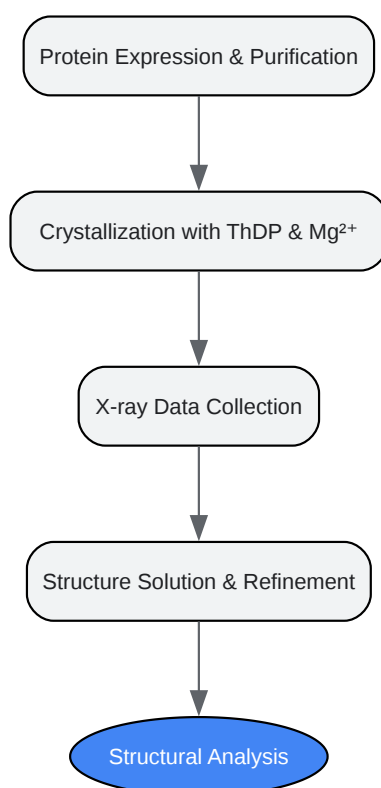 Protein Expression & Purification
Crystallization with ThDP & Mg²⁺
X-ray Data Collection
Structure Solution & Refinement
Structural Analysis